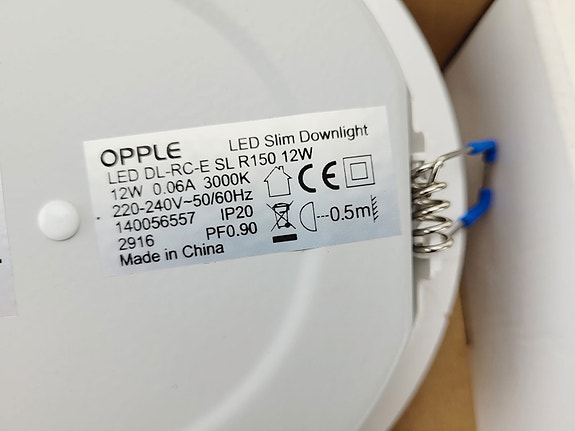 OPPLE LED Slim Downlight
LED DL-RC-E SL R150 12W
12W 0.06A 3000K
220-240V~50/60Hz
140056557 IP20
2916 PF0.90
Made in China
CE
0.5m